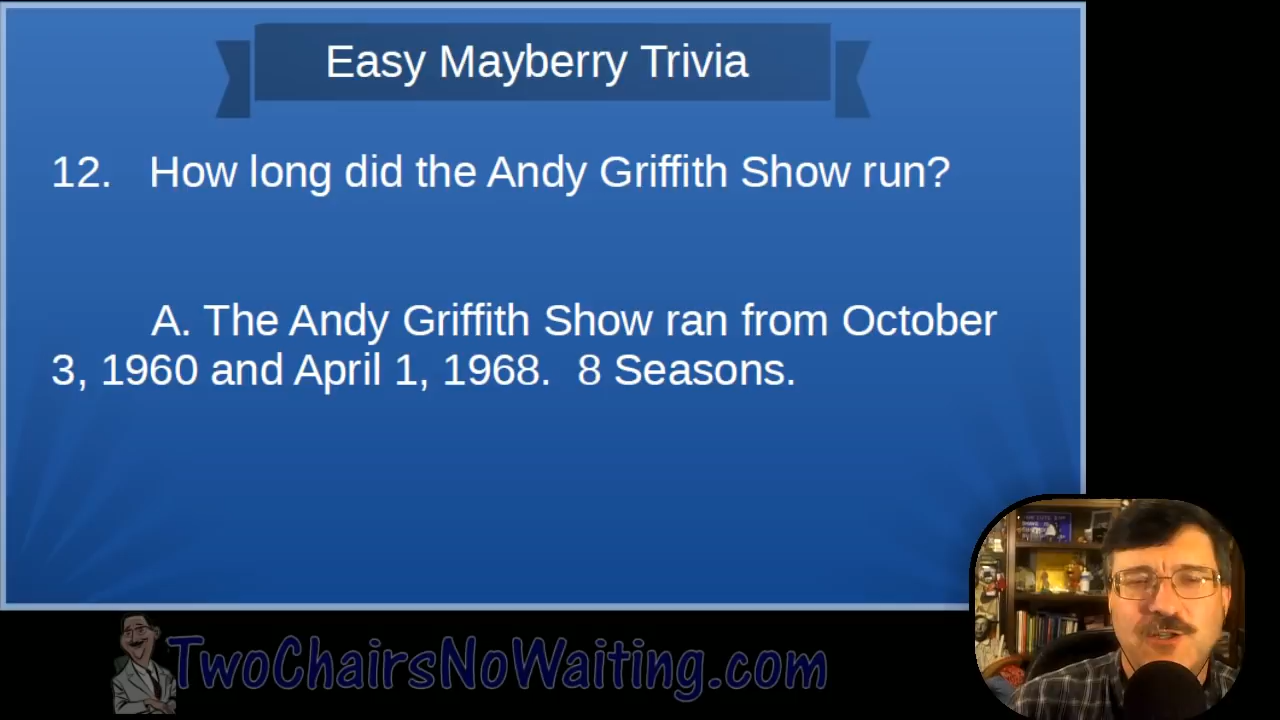 Easy Mayberry Trivia
12. How long did the Andy Griffith Show run?
A. The Andy Griffith Show ran from October
3, 1960 and April 1, 1968. 8 Seasons.
TwoChairsNoWaiting.com